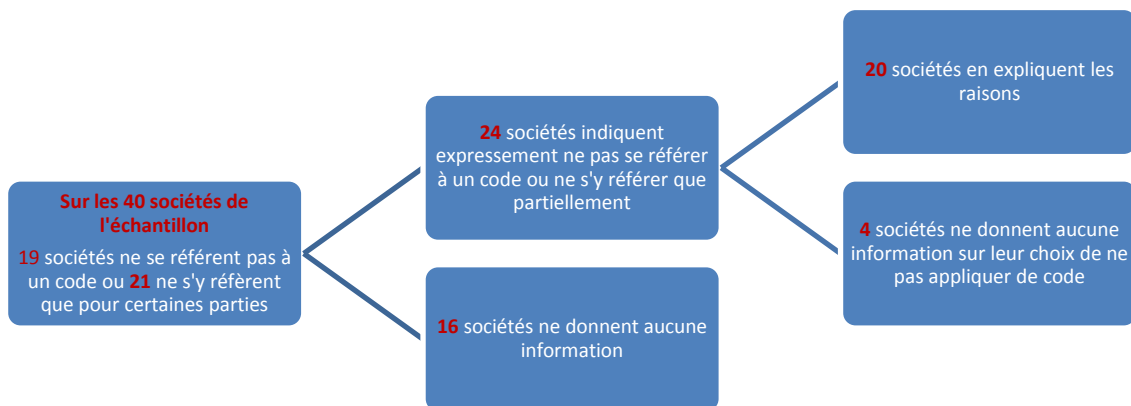 Sur les 40 sociétés de
l'échantillon
19 sociétés ne se référent pas à
un code ou 21 ne s'y réfèrent
que pour certaines parties
24 sociétés indiquent
expressement ne pas se référer
à un code ou ne s'y référer que
partiellement
16 sociétés ne donnent aucune
information
20 sociétés en expliquent les
raisons
4 sociétés ne donnent aucune
information sur leur choix de ne
pas appliquer de code